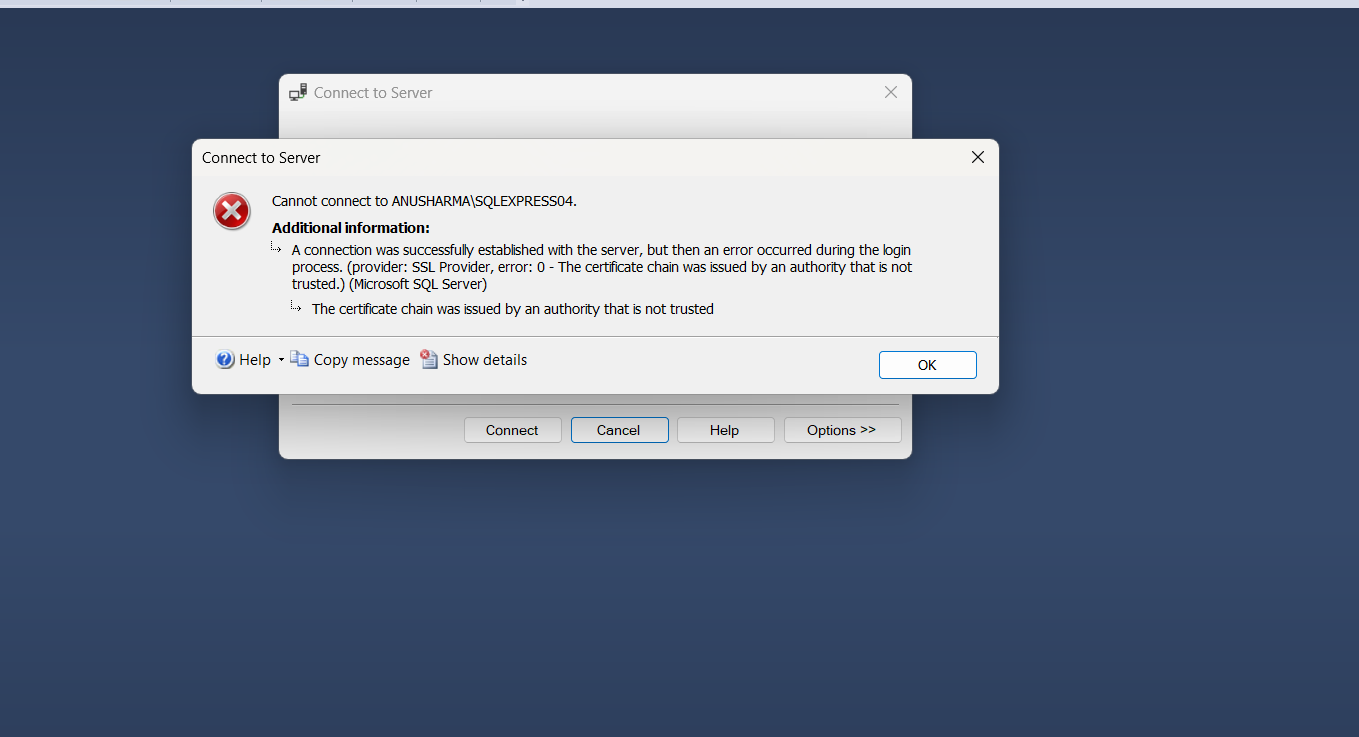 Connect to Server
Connect to Server
Cannot connect to ANUSHARMA\SQLEXPRESS04.
Additional information:
A connection was successfully established with the server, but then an error occurred during the login
process. (provider: SSL Provider, error: 0 - The certificate chain was issued by an authority that is not
trusted.) (Microsoft SQL Server)
The certificate chain was issued by an authority that is not trusted
Help Copy message Show details OK
Connect Cancel Help Options >>